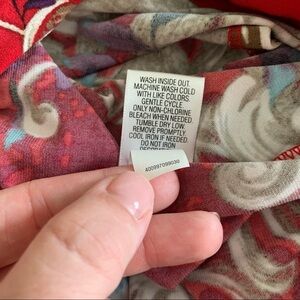 WASH INSIDE OUT.
MACHINE WASH COLD
WITH LIKE COLORS.
GENTLE CYCLE.
ONLY NON-CHLORINE
BLEACH WHEN NEEDED.
TUMBLE DRY LOW.
REMOVE PROMPTLY.
COOL IRON IF NEEDED.
DO NOT IRON
400997099030